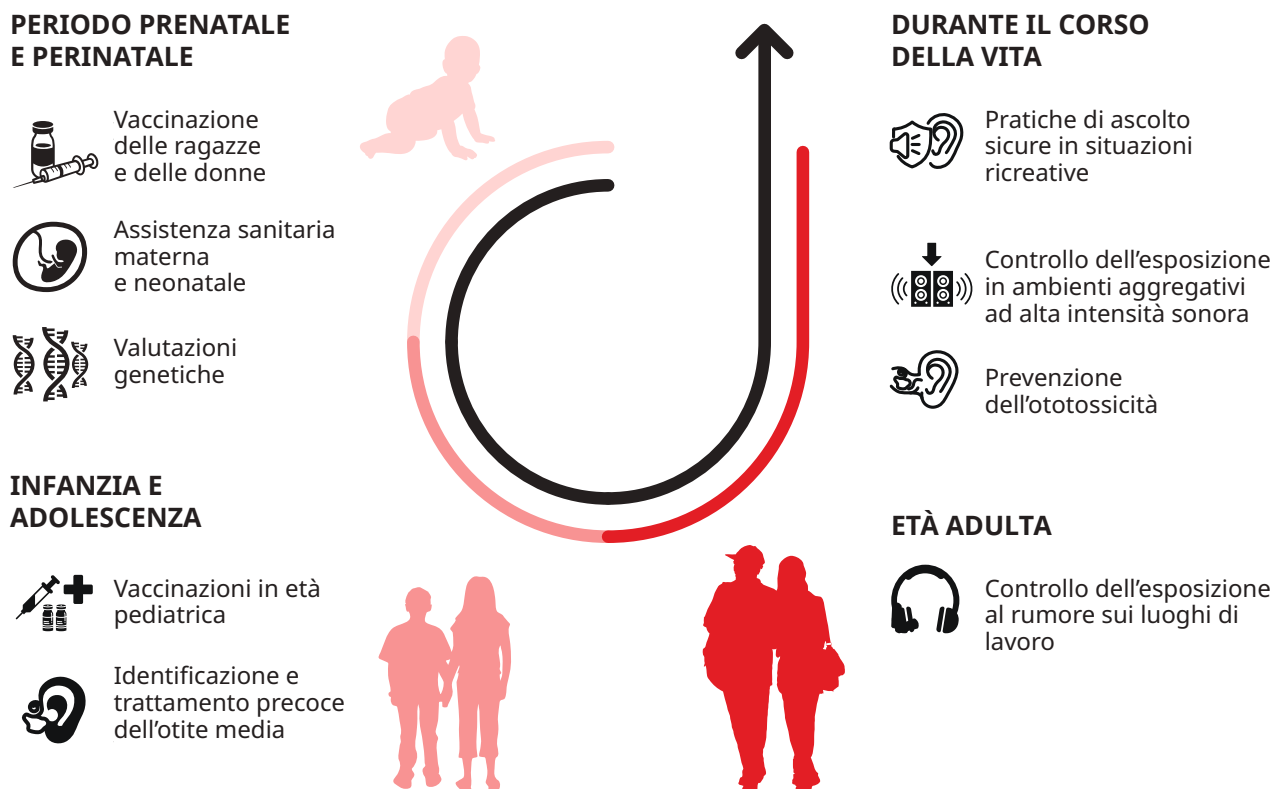 PERIODO PRENATALE
E PERINATALE
Vaccinazione
delle ragazze
e delle donne
Assistenza sanitaria
materna
e neonatale
Valutazioni
genetiche
INFANZIA E
ADOLESCENZA
Vaccinazioni in età
pediatrica
Identificazione e
trattamento precoce
dell’otite media
DURANTE IL CORSO
DELLA VITA
Pratiche di ascolto
sicure in situazioni
ricreative
Controllo dell’esposizione
in ambienti aggregativi
ad alta intensità sonora
Prevenzione
dell’ototossicità
ETÀ ADULTA
Controllo dell’esposizione
al rumore sui luoghi di
lavoro